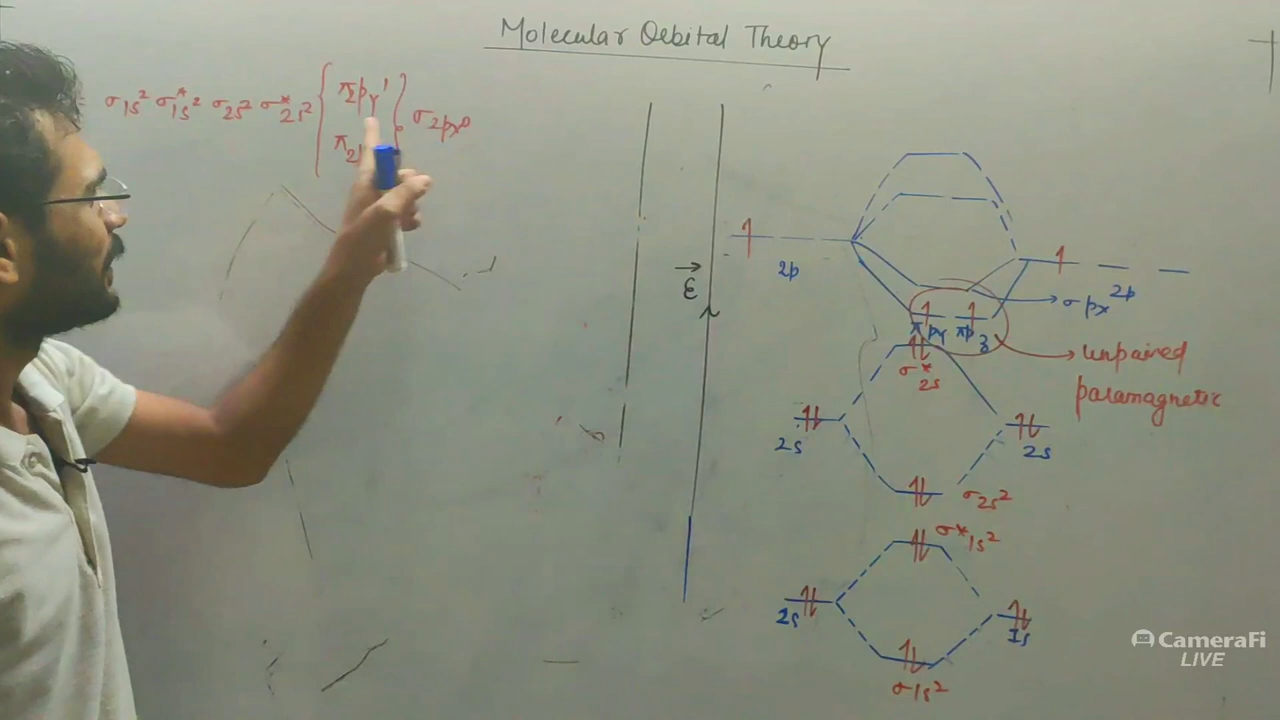 Molecular Orbital Theory
= σ1s² σ*1s² σ2s² σ*2s² { π2py¹ } σ2px⁰
π2
2p
ε
σpx
2p
πpy πpz
σ*2s
unpaired
paramagnetic
2s
2s
σ2s²
σ*1s²
2s
1s
σ1s²
CameraFi
LIVE